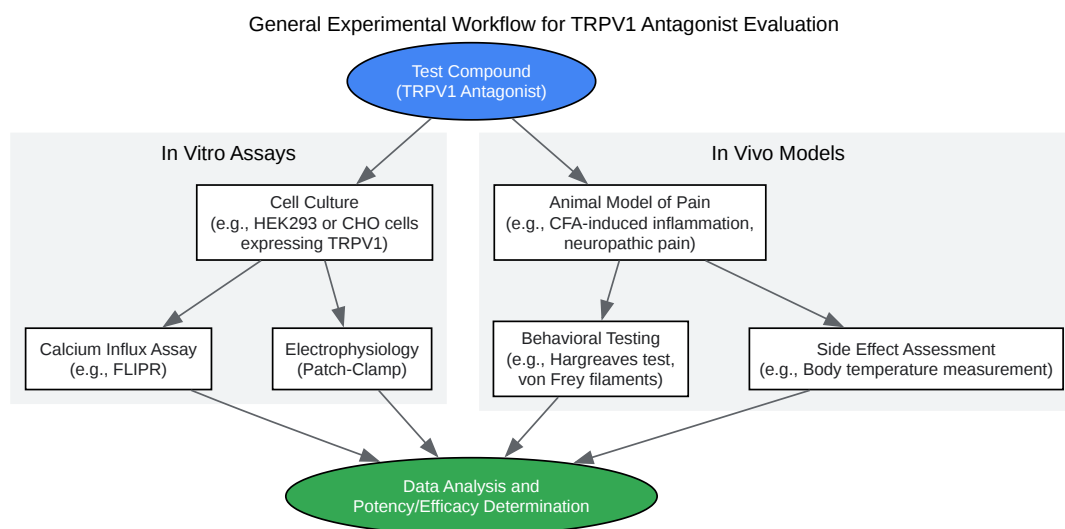 General Experimental Workflow for TRPV1 Antagonist Evaluation
Test Compound
(TRPV1 Antagonist)
In Vitro Assays
Cell Culture
(e.g., HEK293 or CHO cells
expressing TRPV1)
Calcium Influx Assay
(e.g., FLIPR)
Electrophysiology
(Patch-Clamp)
In Vivo Models
Animal Model of Pain
(e.g., CFA-induced inflammation,
neuropathic pain)
Behavioral Testing
(e.g., Hargreaves test,
von Frey filaments)
Side Effect Assessment
(e.g., Body temperature measurement)
Data Analysis and
Potency/Efficacy Determination